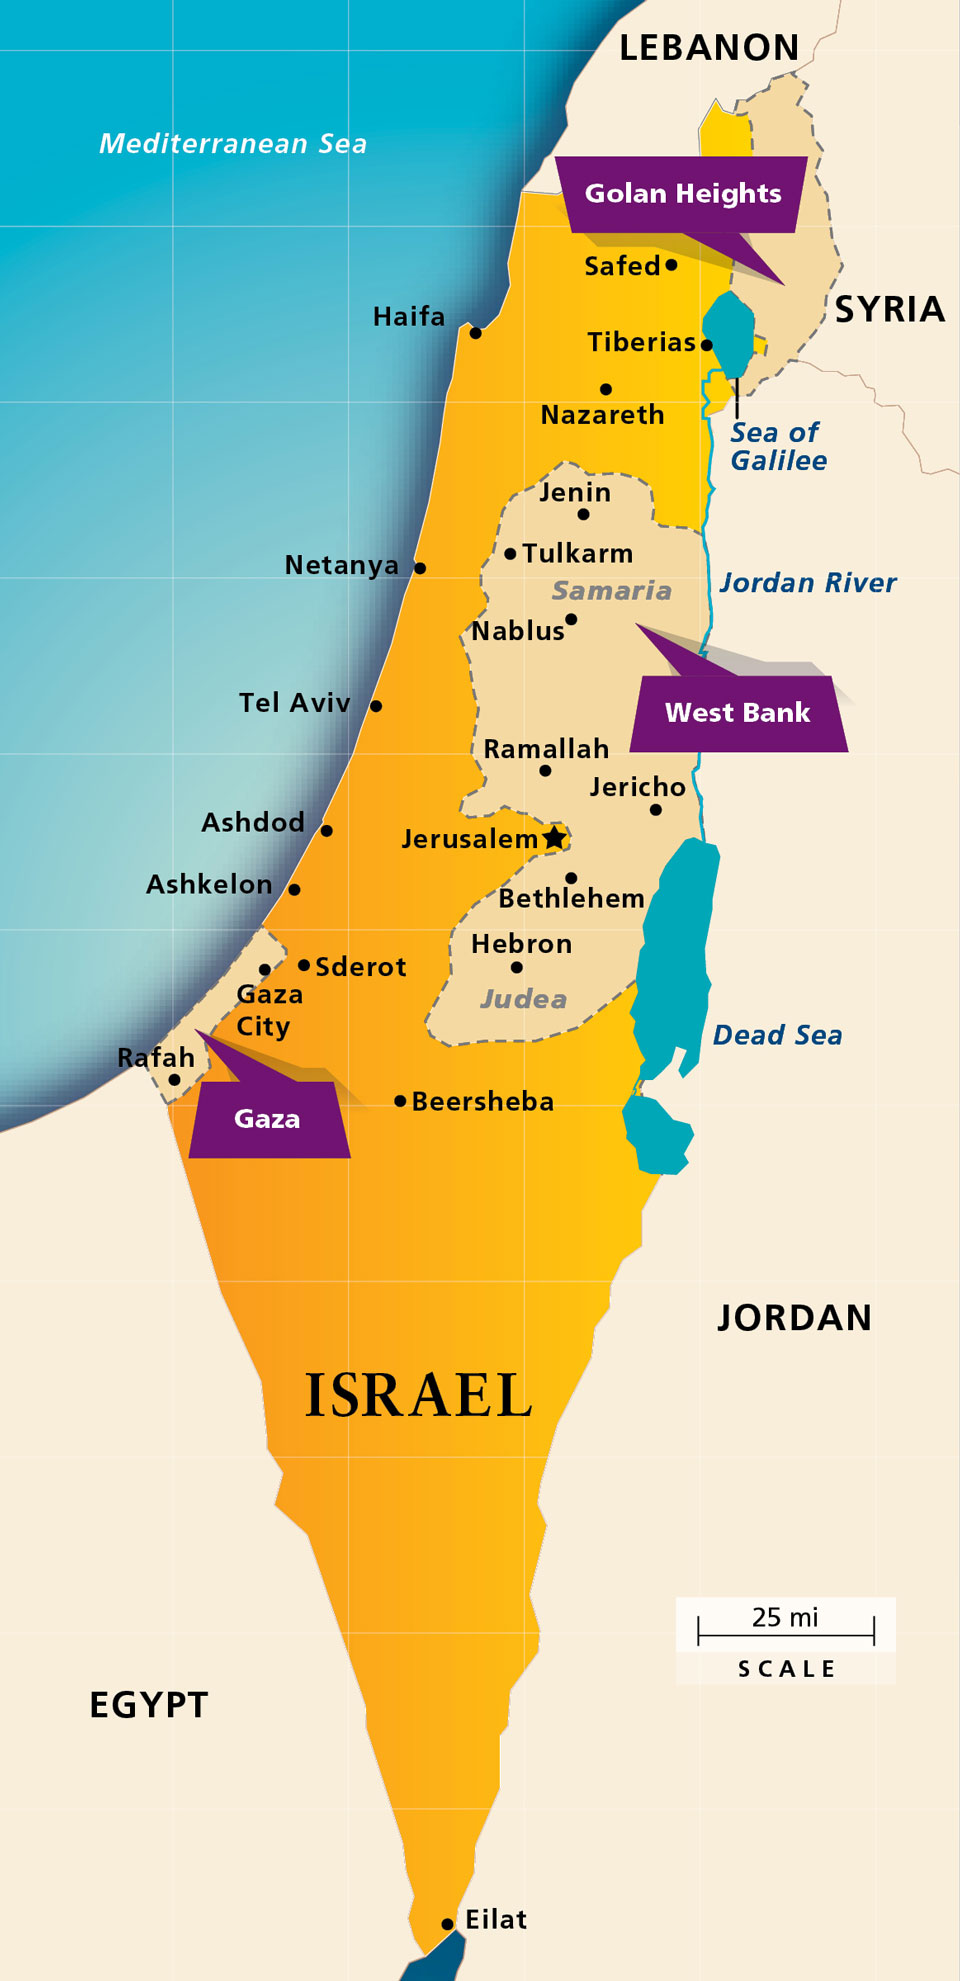 LEBANON
Mediterranean Sea
Golan Heights
Safed
SYRIA
Haifa
Tiberias
Nazareth
Sea of
Galilee
Jenin
Tulkarm
Netanya
Jordan River
Samaria
Nablus
Tel Aviv
West Bank
Ramallah
Jericho
Ashdod
Jerusalem
Ashkelon
Bethlehem
Hebron
Sderot
Gaza
City
Judea
Dead Sea
Rafah
Beersheba
Gaza
JORDAN
ISRAEL
25 mi
SCALE
EGYPT
Eilat